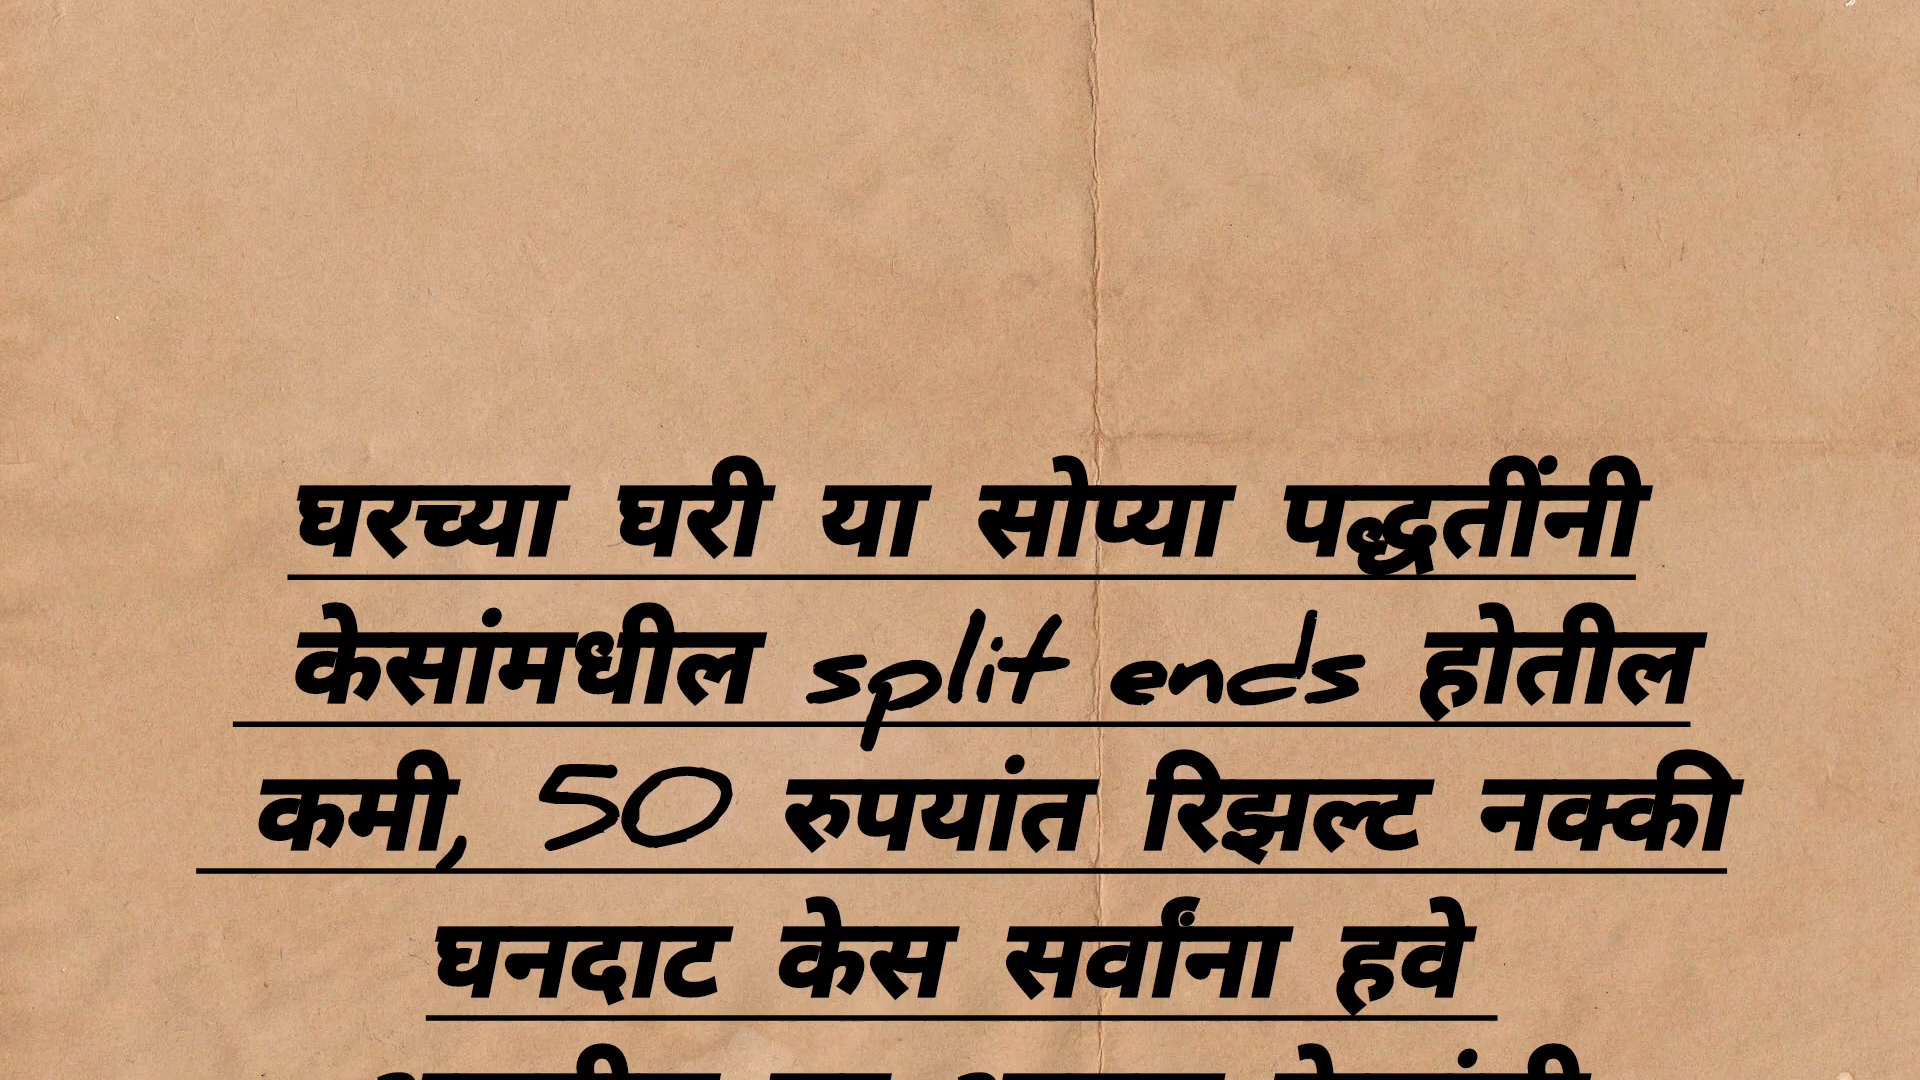 घरच्या घरी या सोप्या पद्धतींनी
केसांमधील split ends होतील
कमी, 50 रुपयांत रिझल्ट नक्की
घनदाट केस सर्वांना हवे